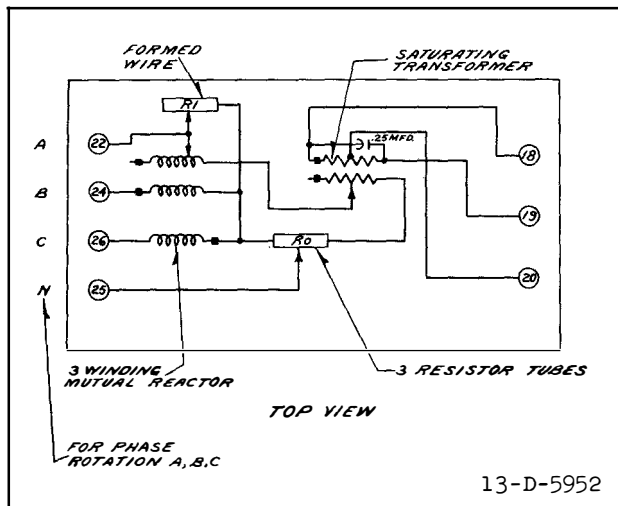 FORMED
WIRE
SATURATING
TRANSFORMER
R1
.25MFD.
A
22
18
B
24
19
C
26
R0
20
N
25
3 WINDING
MUTUAL REACTOR
3 RESISTOR TUBES
TOP VIEW
FOR PHASE
ROTATION A,B,C
13-D-5952